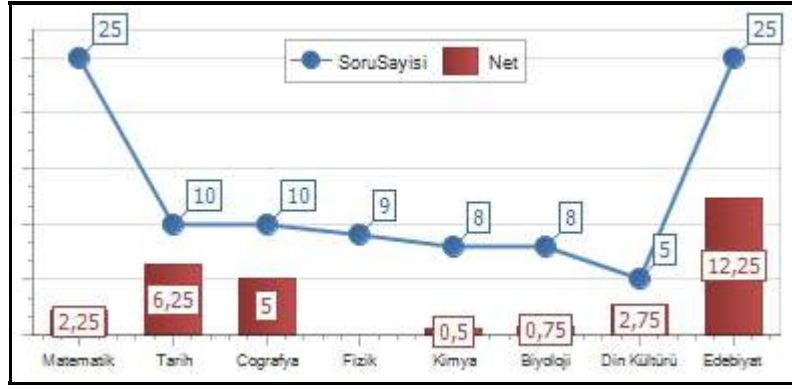 25
25
SoruSayisi
Net
10
10
9
8
8
5
2,25
6,25
5
0,5
0,75
2,75
12,25
Matematik
Tarih
Cografya
Fizik
Kimya
Biyoloji
Din Kültürü
Edebiyat